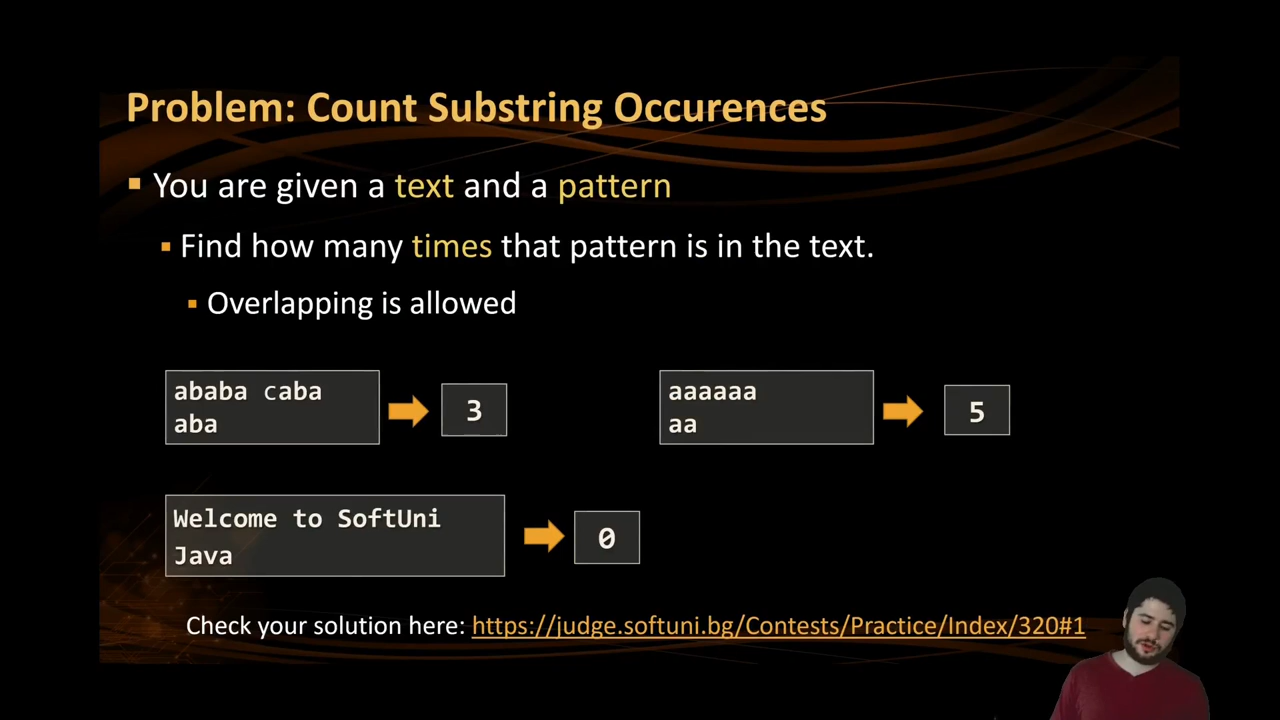 Problem: Count Substring Occurences
You are given a text and a pattern
Find how many times that pattern is in the text.
Overlapping is allowed
ababa caba
aba
3
aaaaaa
aa
5
Welcome to SoftUni
Java
0
Check your solution here: https://judge.softuni.bg/Contests/Practice/Index/320#1